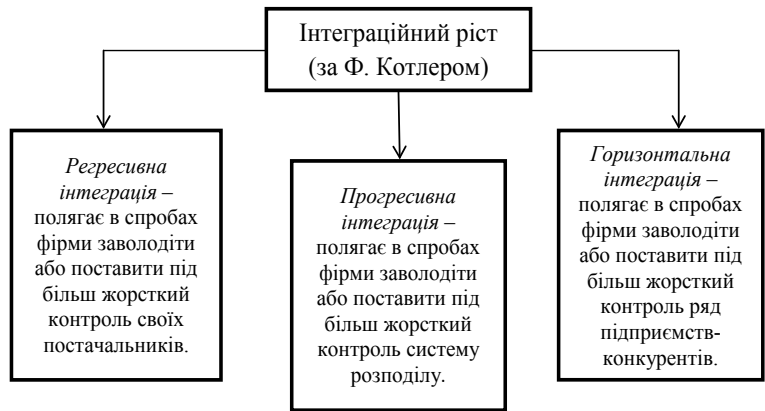 Інтеграційний ріст
(за Ф. Котлером)
Регресивна
інтеграція –
полягає в спробах
фірми заволодіти
або поставити під
більш жорсткий
контроль своїх
постачальників.
Прогресивна
інтеграція –
полягає в спробах
фірми заволодіти
або поставити під
більш жорсткий
контроль систему
розподілу.
Горизонтальна
інтеграція –
полягає в спробах
фірми заволодіти
або поставити під
більш жорсткий
контроль ряд
підприємств-
конкурентів.